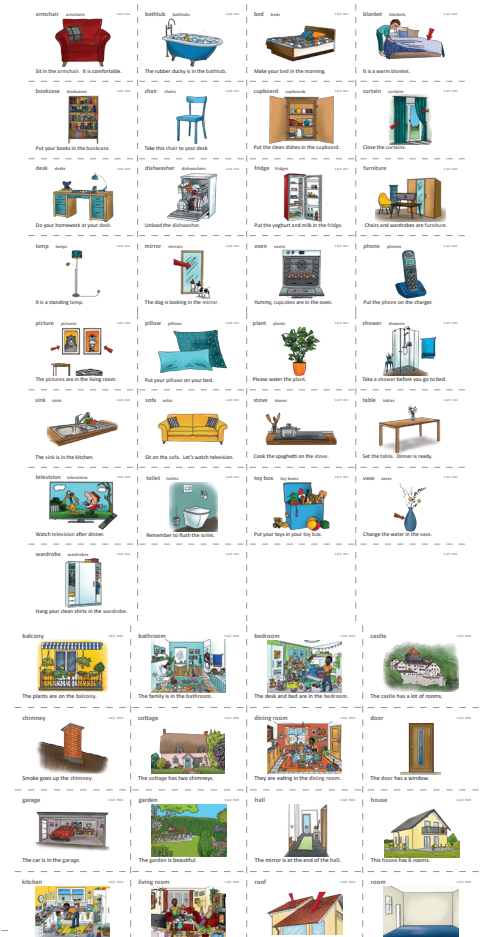 armchair armchairs
Sit in the armchair. It is comfortable.
bathtub bathtubs
The rubber ducky is in the bathtub.
bed beds
Make your bed in the morning.
blanket blankets
It is a warm blanket.
bookcase bookcases
Put your books in the bookcase.
chair chairs
Take this chair to your desk
cupboard cupboards
Put the clean dishes in the cupboard.
curtain curtains
Close the curtains.
desk desks
Do your homework at your desk.
dishwasher dishwashers
Unload the dishwasher.
fridge fridges
Put the yoghurt and milk in the fridge.
furniture
Chairs and wardrobes are furniture.
lamp lamps
It is a standing lamp.
mirror mirrors
The dog is looking in the mirror.
oven ovens
Yummy, cupcakes are in the oven.
phone phones
Put the phone on the charger.
picture pictures
The pictures are in the living room.
pillow pillows
Put your pillows on your bed.
plant plants
Please water the plant.
shower showers
Take a shower before you go to bed.
sink sinks
The sink is in the kitchen.
sofa sofas
Sit on the sofa. Let's watch television.
stove stoves
Cook the spaghetti on the stove.
table tables
Set the table. Dinner is ready.
television televisions
Watch television after dinner.
toilet toilets
Remember to flush the toilet.
toy box toy boxes
Put your toys in your toy box.
vase vases
Change the water in the vase.
wardrobe wardrobes
Hang your clean shirts in the wardrobe.
balcony
The plants are on the balcony.
bathroom
The family is in the bathroom.
bedroom
The desk and bed are in the bedroom.
castle
The castle has a lot of rooms.
chimney
Smoke goes up the chimney.
cottage
The cottage has two chimneys.
dining room
They are eating in the dining room.
door
The door has a window.
garage
The car is in the garage.
garden
The garden is beautiful.
hall
The mirror is at the end of the hall.
house
This house has 6 rooms.
kitchen
living room
roof
room